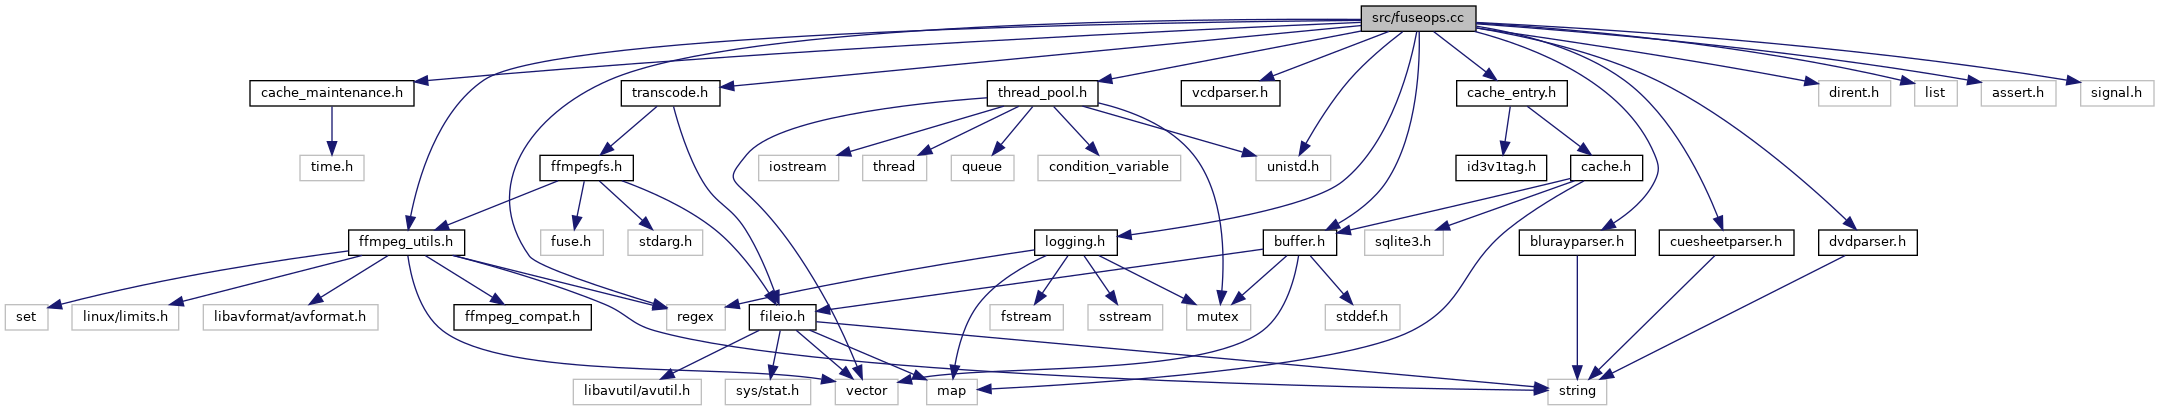 src/fuseops.cc
cache_maintenance.h
transcode.h
thread_pool.h
vcdparser.h
cache_entry.h
dirent.h
list
assert.h
signal.h
time.h
ffmpegfs.h
iostream
thread
queue
condition_variable
unistd.h
id3v1tag.h
cache.h
ffmpeg_utils.h
fuse.h
stdarg.h
logging.h
buffer.h
sqlite3.h
blurayparser.h
cuesheetparser.h
dvdparser.h
set
linux/limits.h
libavformat/avformat.h
ffmpeg_compat.h
regex
fileio.h
fstream
sstream
mutex
stddef.h
libavutil/avutil.h
sys/stat.h
vector
map
string